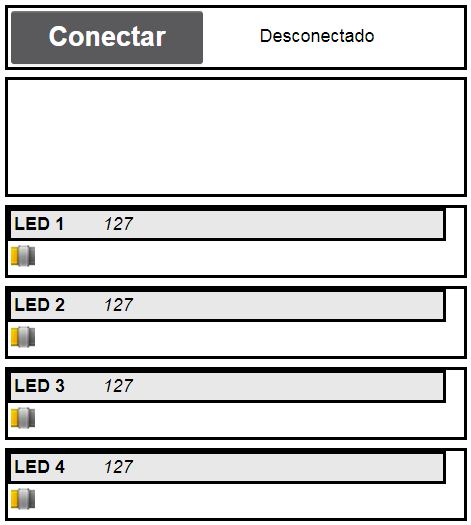 Conectar Desconectado
LED 1 127
LED 2 127
LED 3 127
LED 4 127